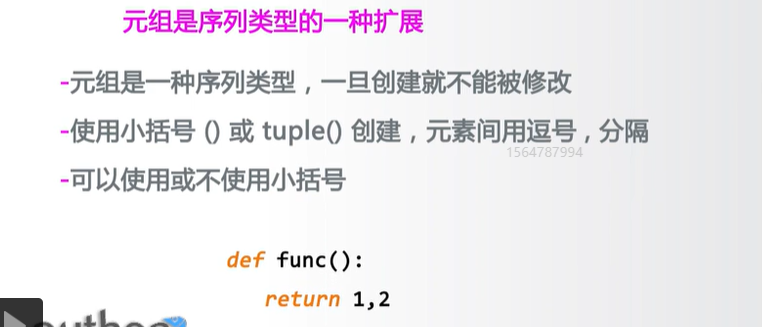 元组是序列类型的一种扩展
-元组是一种序列类型，一旦创建就不能被修改
-使用小括号 () 或 tuple() 创建，元素间用逗号，分隔
1564787994
-可以使用或不使用小括号
def func():
return 1,2